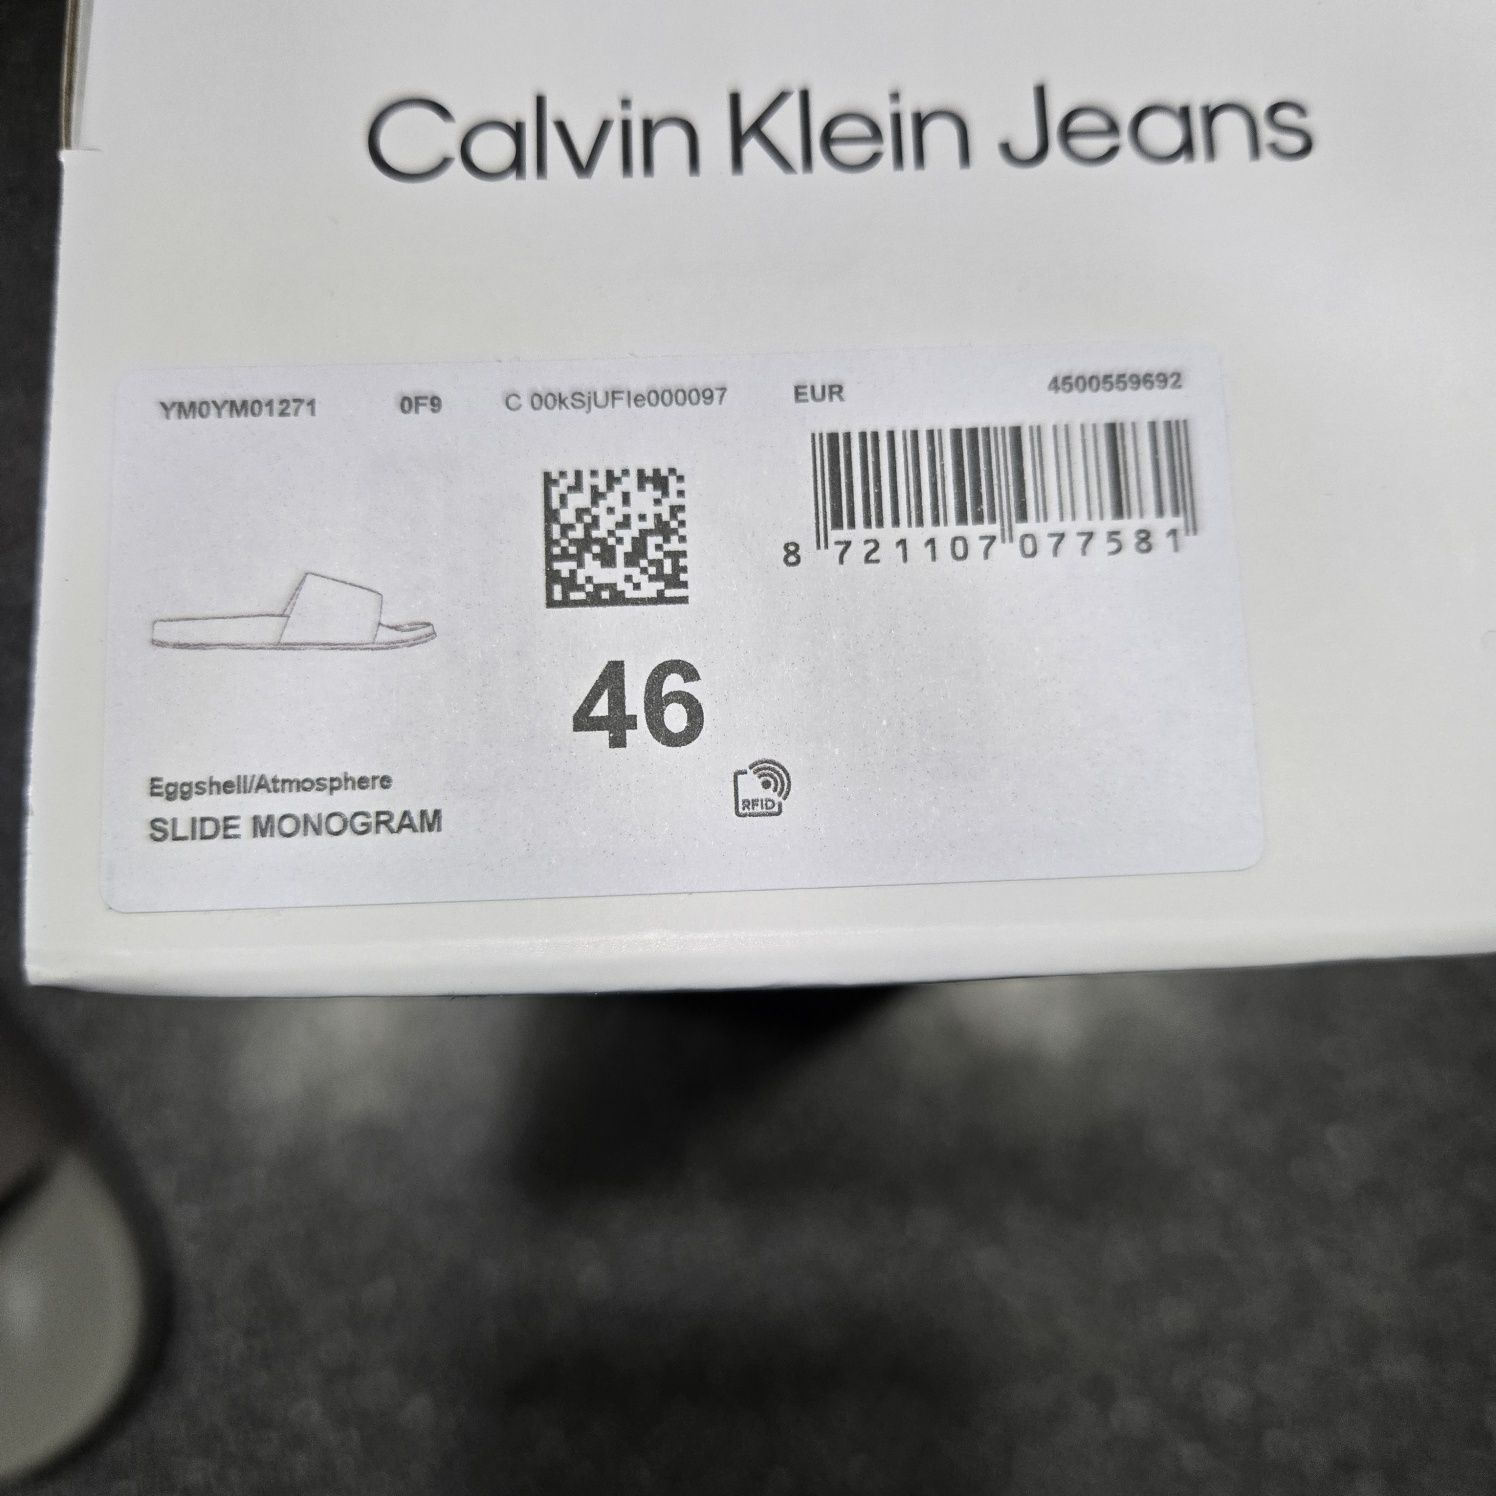 Calvin Klein Jeans
YM0YM01271 0F9 C 00kSjUFIe000097 EUR 4500559692
8 721107 077581
46
RFID
Eggshell/Atmosphere
SLIDE MONOGRAM